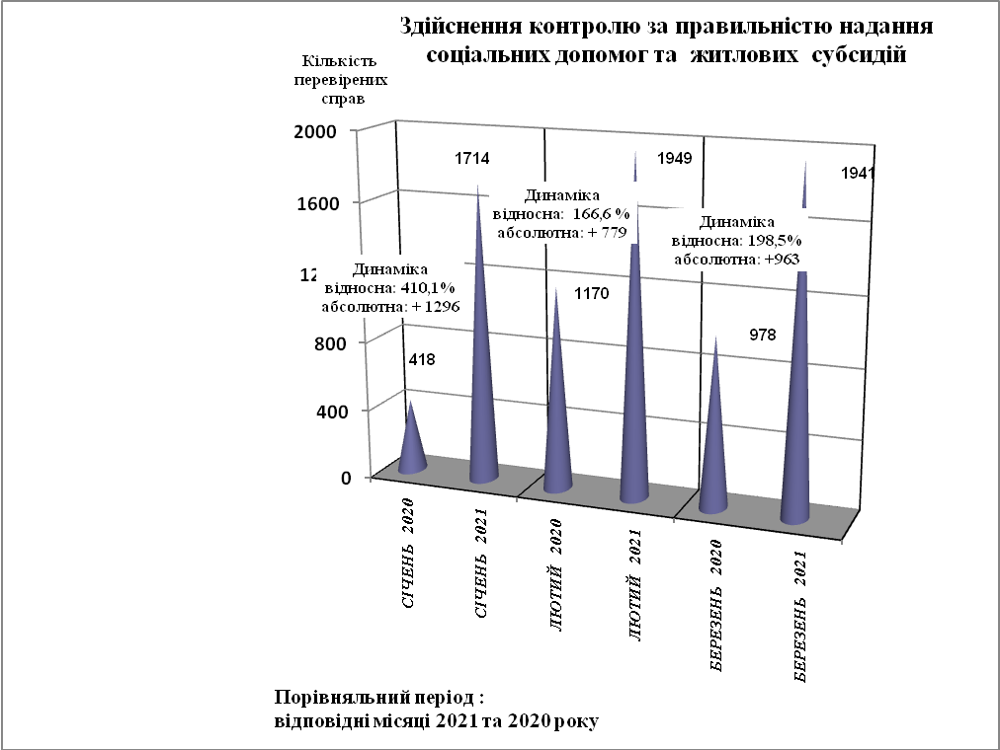 Здійснення контролю за правильністю надання
соціальних допомог та житлових субсидій
Кількість
перевірених
справ
2000
1600
12
800
400
0
1714
1949
1941
418
1170
978
Динаміка
відносна: 410,1%
абсолютна: + 1296
Динаміка
відносна: 166,6 %
абсолютна: + 779
Динаміка
відносна: 198,5%
абсолютна: +963
СІЧЕНЬ 2020
СІЧЕНЬ 2021
ЛЮТИЙ 2020
ЛЮТИЙ 2021
БЕРЕЗЕНЬ 2020
БЕРЕЗЕНЬ 2021
Порівняльний період :
відповідні місяці 2021 та 2020 року